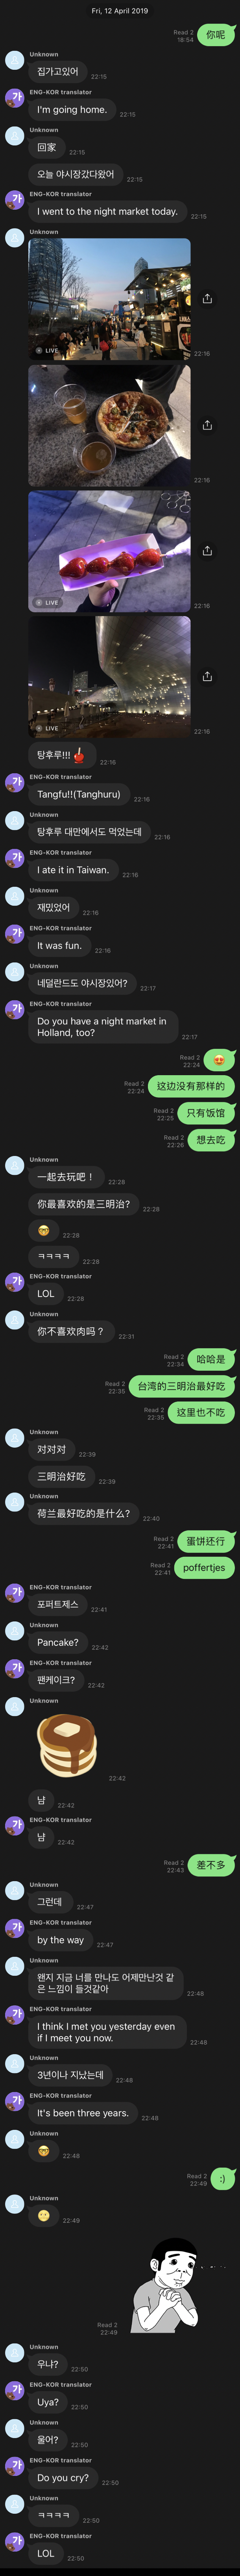 Fri, 12 April 2019
你呢
Read 2
18:54
Unknown
집가고있어
22:15
ENG-KOR translator
I'm going home.
22:15
Unknown
回家
22:15
오늘 야시장갔다왔어
22:15
ENG-KOR translator
I went to the night market today.
22:15
Unknown
LIVE
22:16
22:16
LIVE
22:16
LIVE
22:16
탕후루!!!
22:16
ENG-KOR translator
Tangfu!!(Tanghuru)
22:16
Unknown
탕후루 대만에서도 먹었는데
22:16
ENG-KOR translator
I ate it in Taiwan.
22:16
Unknown
재밌었어
22:16
ENG-KOR translator
It was fun.
22:16
Unknown
네덜란드도 야시장있어?
22:17
ENG-KOR translator
Do you have a night market in
Holland, too?
22:17
Read 2
22:24
这边没有那样的
Read 2
22:24
只有饭馆
Read 2
22:25
想去吃
Read 2
22:26
Unknown
一起去玩吧！
22:28
你最喜欢的是三明治?
22:28
22:28
ㅋㅋㅋㅋ
22:28
ENG-KOR translator
LOL
22:28
Unknown
你不喜欢肉吗？
22:31
哈哈是
Read 2
22:34
台湾的三明治最好吃
Read 2
22:35
这里也不吃
Read 2
22:35
Unknown
对对对
22:39
三明治好吃
22:39
Unknown
荷兰最好吃的是什么?
22:40
蛋饼还行
Read 2
22:41
poffertjes
Read 2
22:41
ENG-KOR translator
포퍼트제스
22:41
Unknown
Pancake?
22:42
ENG-KOR translator
팬케이크?
22:42
Unknown
22:42
냠
22:42
ENG-KOR translator
냠
22:42
差不多
Read 2
22:43
Unknown
그런데
22:47
ENG-KOR translator
by the way
22:47
Unknown
왠지 지금 너를 만나도 어제만난것 같
은 느낌이 들것같아
22:48
ENG-KOR translator
I think I met you yesterday even
if I meet you now.
22:48
Unknown
3년이나 지났는데
22:48
ENG-KOR translator
It's been three years.
22:48
Unknown
22:48
:)
Read 2
22:49
Unknown
22:49
Read 2
22:49
Unknown
우냐?
22:50
ENG-KOR translator
Uya?
22:50
Unknown
울어?
22:50
ENG-KOR translator
Do you cry?
22:50
Unknown
ㅋㅋㅋㅋ
22:50
ENG-KOR translator
LOL
22:50